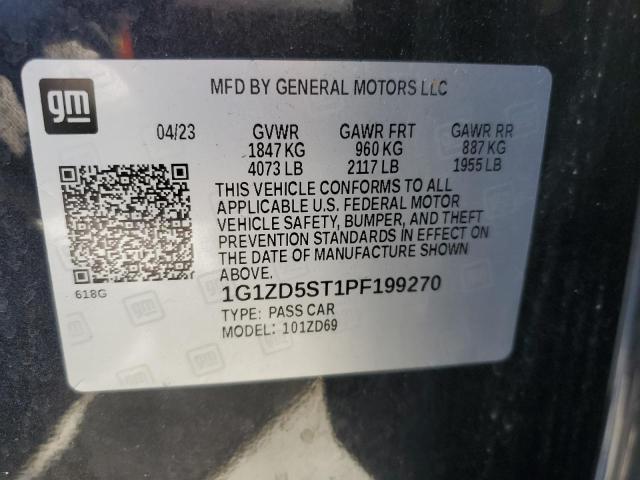 gm
MFD BY GENERAL MOTORS LLC
04/23 GVWR GAWR FRT GAWR RR
1847 KG 960 KG 887 KG
4073 LB 2117 LB 1955 LB
THIS VEHICLE CONFORMS TO ALL
APPLICABLE U.S. FEDERAL MOTOR
VEHICLE SAFETY, BUMPER, AND THEFT
PREVENTION STANDARDS IN EFFECT ON
THE DATE OF MANUFACTURE SHOWN
ABOVE.
618G
1G1ZD5ST1PF199270
TYPE: PASS CAR
MODEL: 101ZD69